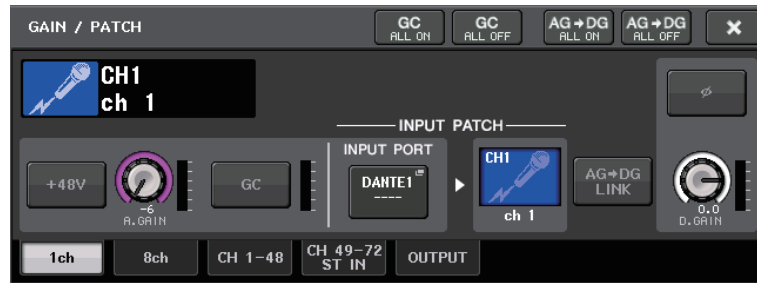 GAIN / PATCH
GC
ALL ON
GC
ALL OFF
AG→DG
ALL ON
AG→DG
ALL OFF
CH1
ch 1
ø
INPUT PATCH
INPUT PORT
+48V
-6
A.GAIN
GC
DANTE1
----
CH1
ch 1
AG→DG
LINK
0.0
D.GAIN
1ch
8ch
CH 1-48
CH 49-72
ST IN
OUTPUT